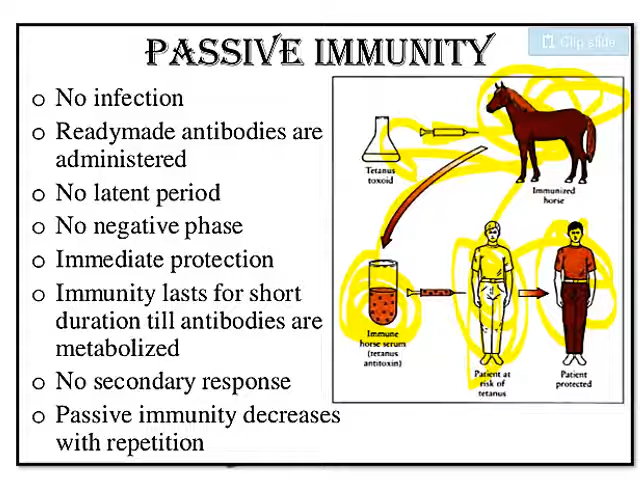 PASSIVE IMMUNITY
Clip slide
o No infection
o Readymade antibodies are
administered
o No latent period
o No negative phase
o Immediate protection
o Immunity lasts for short
duration till antibodies are
metabolized
o No secondary response
o Passive immunity decreases
with repetition
Tetanus
toxoid
Immunized
horse
Immune
horse serum
(tetanus
antitoxin)
Patient at
risk of
tetanus
Patient
protected